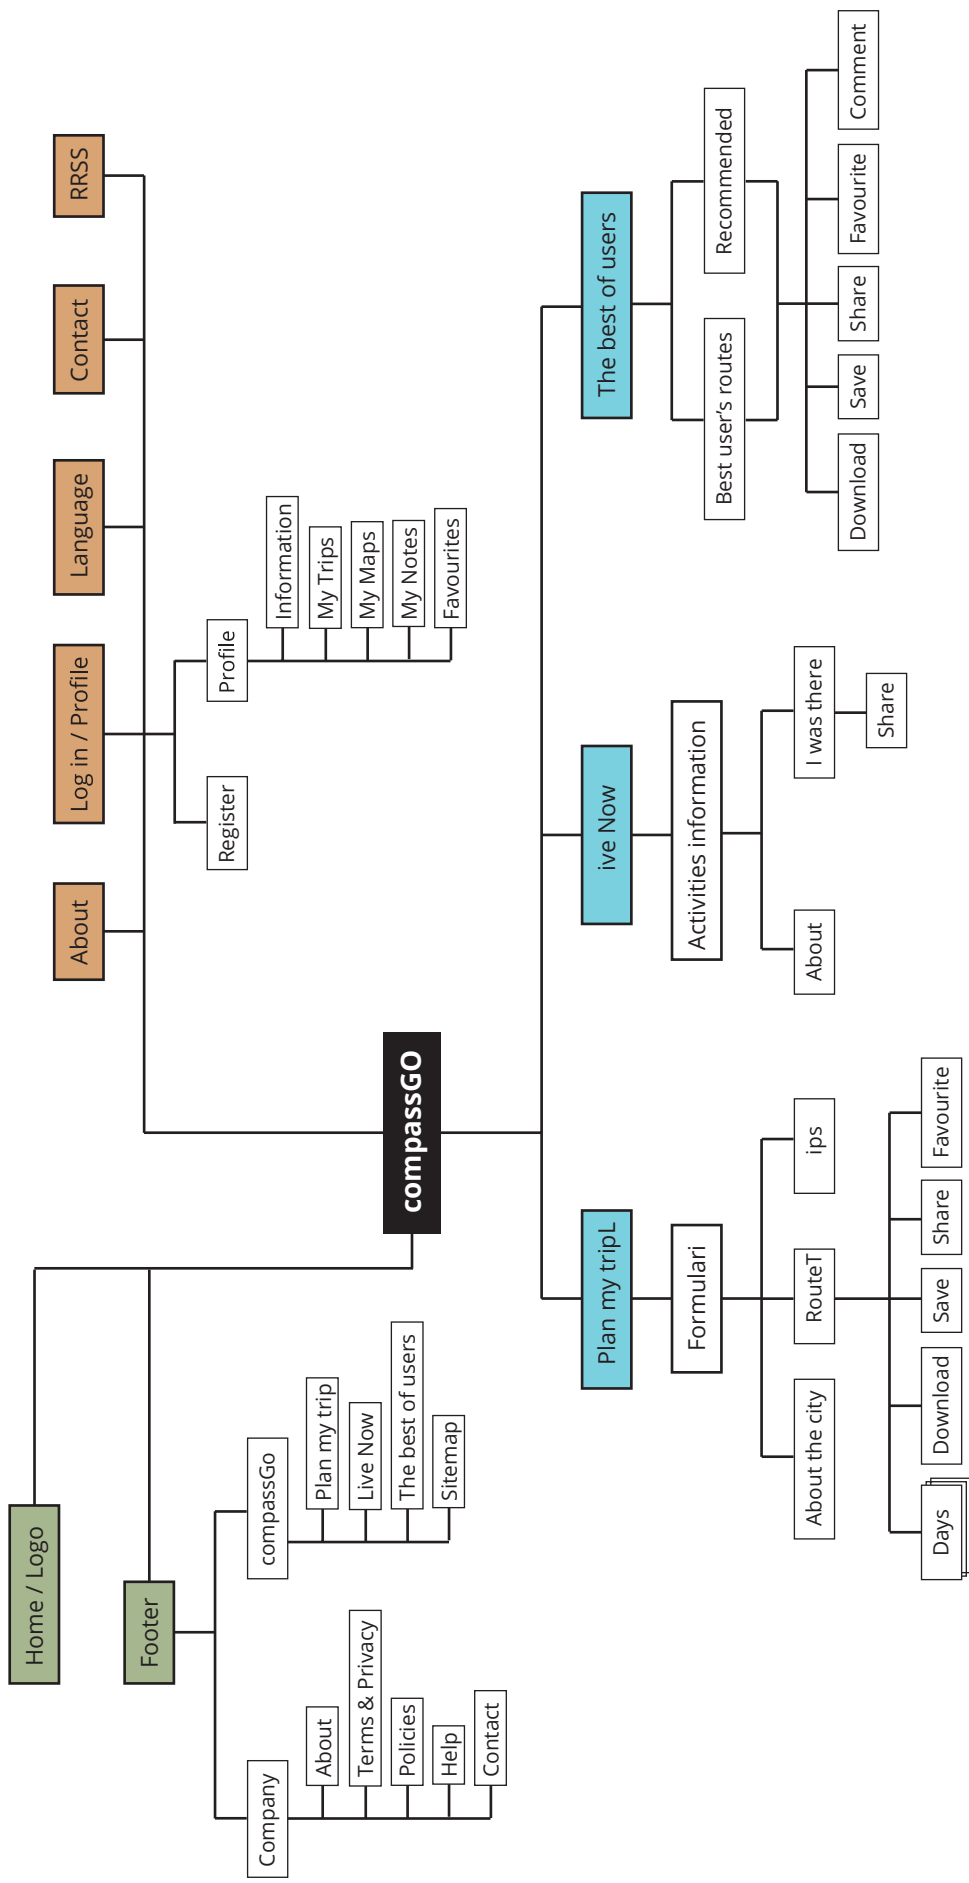 Home / Logo
Footer
Company
About
Terms & Privacy
Policies
Help
Contact
compassGo
Plan my trip
Live Now
The best of users
Sitemap
compassGO
About
Log in / Profile
Language
Contact
RRSS
Register
Profile
Information
My Trips
My Maps
My Notes
Favourites
Plan my tripL
ive Now
The best of users
Formulari
Activities information
Best user's routes
Recommended
About the city
RouteT
ips
About
I was there
Share
Download
Save
Share
Favourite
Comment
Days
Download
Save
Share
Favourite